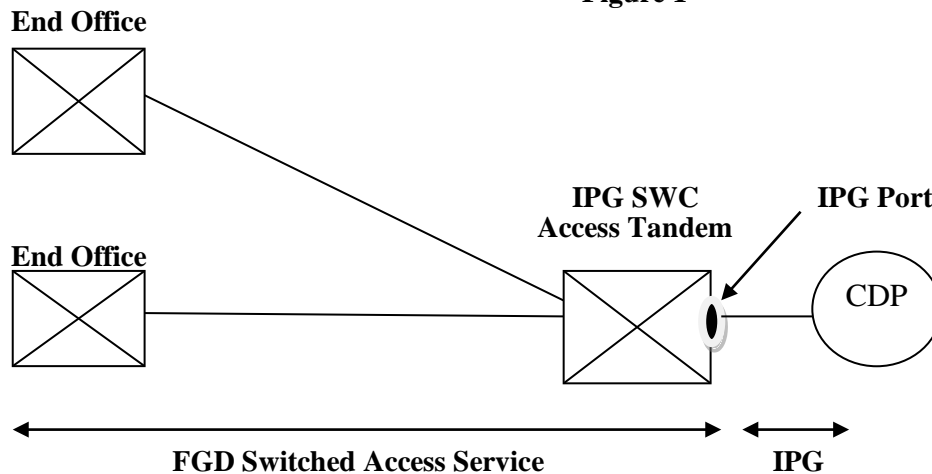 Figure 1
End Office
IPG SWC
Access Tandem
IPG Port
End Office
CDP
FGD Switched Access Service
IPG